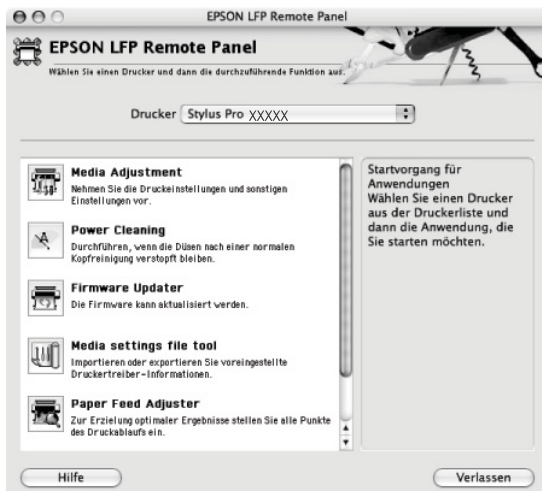 EPSON LFP Remote Panel
EPSON LFP Remote Panel
Wählen Sie einen Drucker und dann die durchzuführende Funktion aus.
Drucker Stylus Pro XXXXX
Media Adjustment
Nehmen Sie die Druckeinstellungen und sonstigen
Einstellungen vor.
Power Cleaning
Durchführen, wenn die Düsen nach einer normalen
Kopfreinigung verstopft bleiben.
Firmware Updater
Die Firmware kann aktualisiert werden.
Media settings file tool
Importieren oder exportieren Sie voreingestellte
Druckertreiber-Informationen.
Paper Feed Adjuster
Zur Erzielung optimaler Ergebnisse stellen Sie alle Punkte
des Druckablaufs ein.
Startvorgang für
Anwendungen
Wählen Sie einen Drucker
aus der Druckerliste und
dann die Anwendung, die
Sie starten möchten.
Hilfe
Verlassen